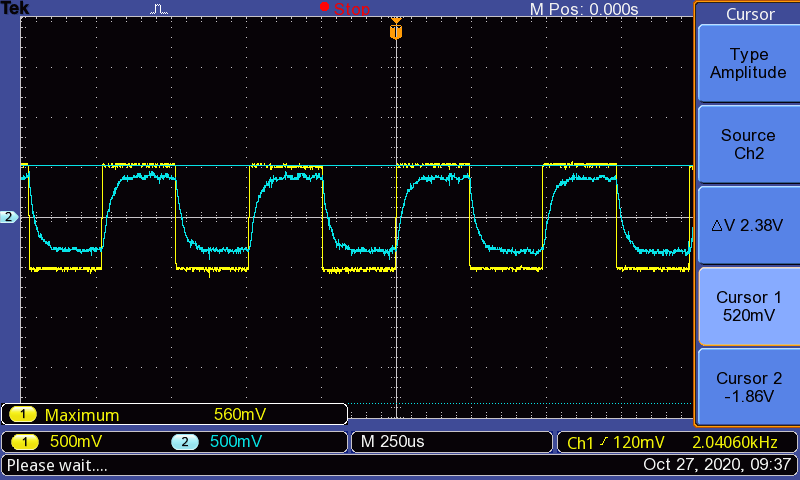 Tek
Stop
M Pos: 0.000s
Cursor
T
Type
Amplitude
Source
Ch2
2
△V 2.38V
Cursor 1
520mV
Cursor 2
-1.86V
1 Maximum 560mV
1 500mV 2 500mV M 250us Ch1 120mV 2.04060kHz
Please wait.... Oct 27, 2020, 09:37